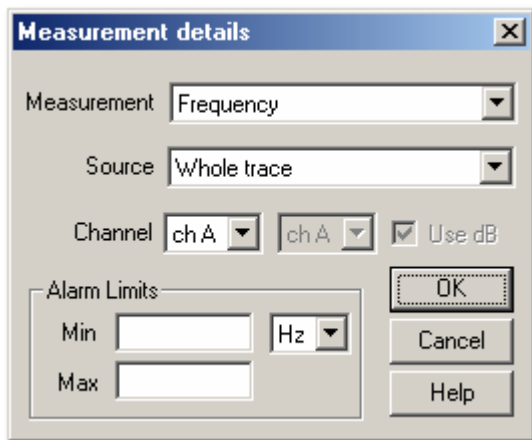 Measurement details
Measurement Frequency
Source Whole trace
Channel ch A ch A Use dB
Alarm Limits
Min Hz
Max
OK
Cancel
Help